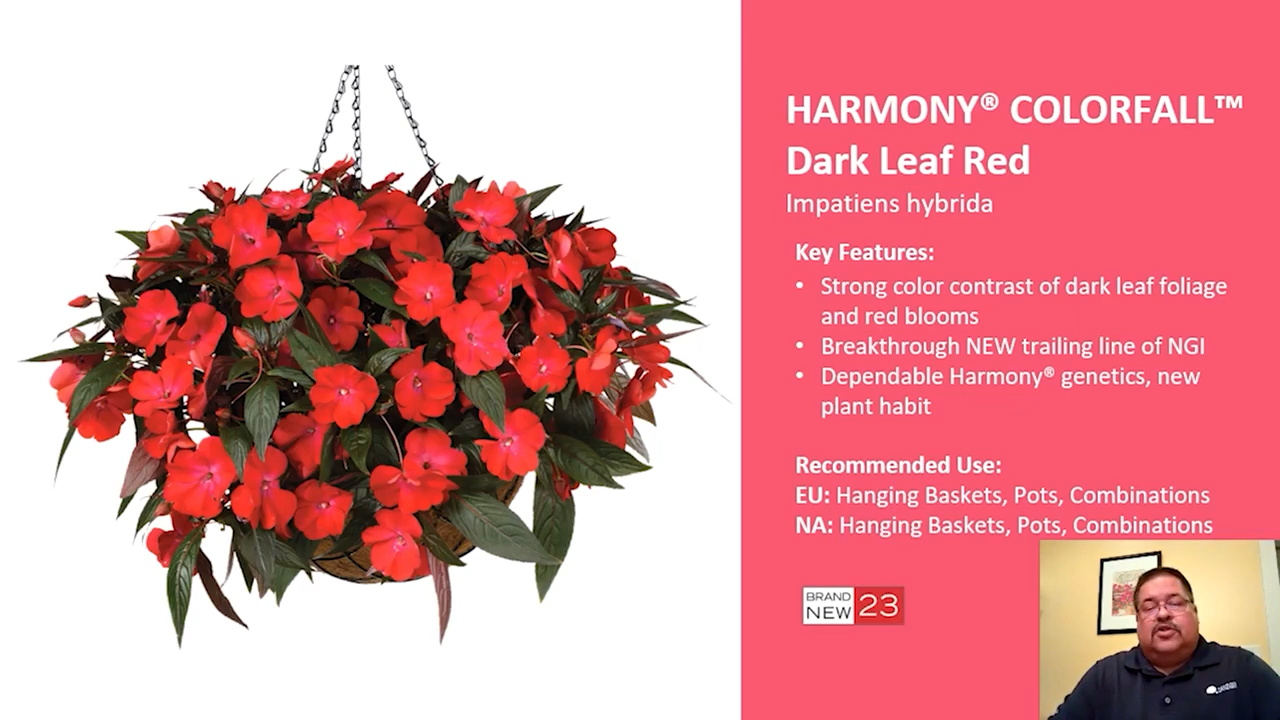 HARMONY® COLORFALL™
Dark Leaf Red
Impatiens hybrida
Key Features:
• Strong color contrast of dark leaf foliage
and red blooms
• Breakthrough NEW trailing line of NGI
• Dependable Harmony® genetics, new
plant habit
Recommended Use:
EU: Hanging Baskets, Pots, Combinations
NA: Hanging Baskets, Pots, Combinations
BRAND
NEW 23